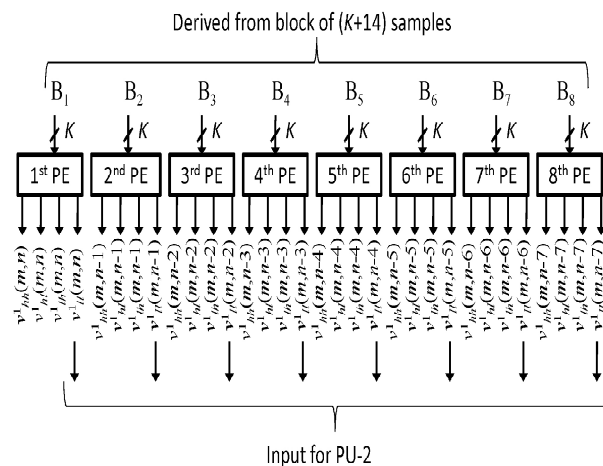 Derived from block of (K+14) samples
B1 B2 B3 B4 B5 B6 B7 B8
K K K K K K K K
1st PE 2nd PE 3rd PE 4th PE 5th PE 6th PE 7th PE 8th PE
v1hh(m,n)
v1hl(m,n)
v1lh(m,n)
v1ll(m,n)
v1hh(m,n-1)
v1hl(m,n-1)
v1lh(m,n-1)
v1ll(m,n-1)
v1hh(m,n-2)
v1hl(m,n-2)
v1lh(m,n-2)
v1ll(m,n-2)
v1hh(m,n-3)
v1hl(m,n-3)
v1lh(m,n-3)
v1ll(m,n-3)
v1hh(m,n-4)
v1hl(m,n-4)
v1lh(m,n-4)
v1ll(m,n-4)
v1hh(m,n-5)
v1hl(m,n-5)
v1lh(m,n-5)
v1ll(m,n-5)
v1hh(m,n-6)
v1hl(m,n-6)
v1lh(m,n-6)
v1ll(m,n-6)
v1hh(m,n-7)
v1hl(m,n-7)
v1lh(m,n-7)
v1ll(m,n-7)
Input for PU-2